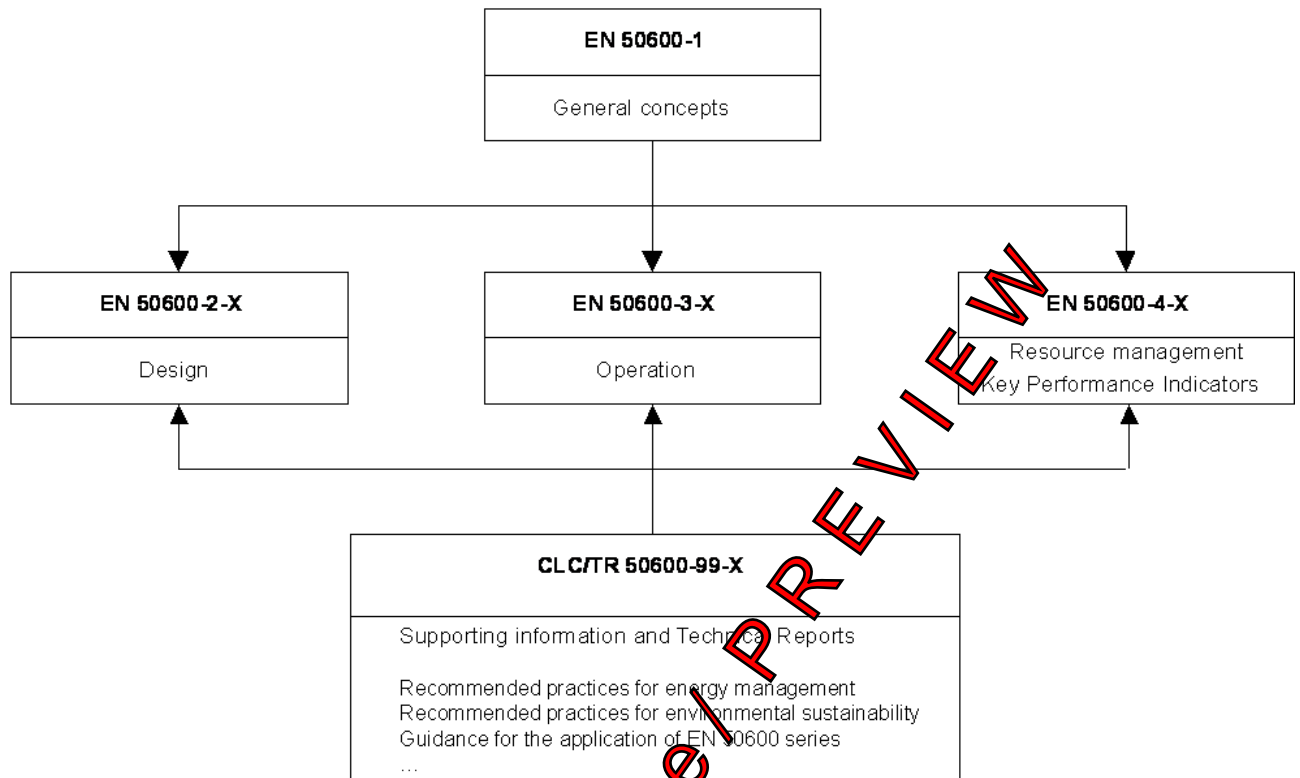 EN 50600-1
General concepts
EN 50600-2-X
EN 50600-3-X
EN 50600-4-X
Design
Operation
Resource management
Key Performance Indicators
CLC/TR 50600-99-X
Supporting information and Technical Reports
Recommended practices for energy management
Recommended practices for environmental sustainability
Guidance for the application of EN 50600 series
...
e / PREVIEW